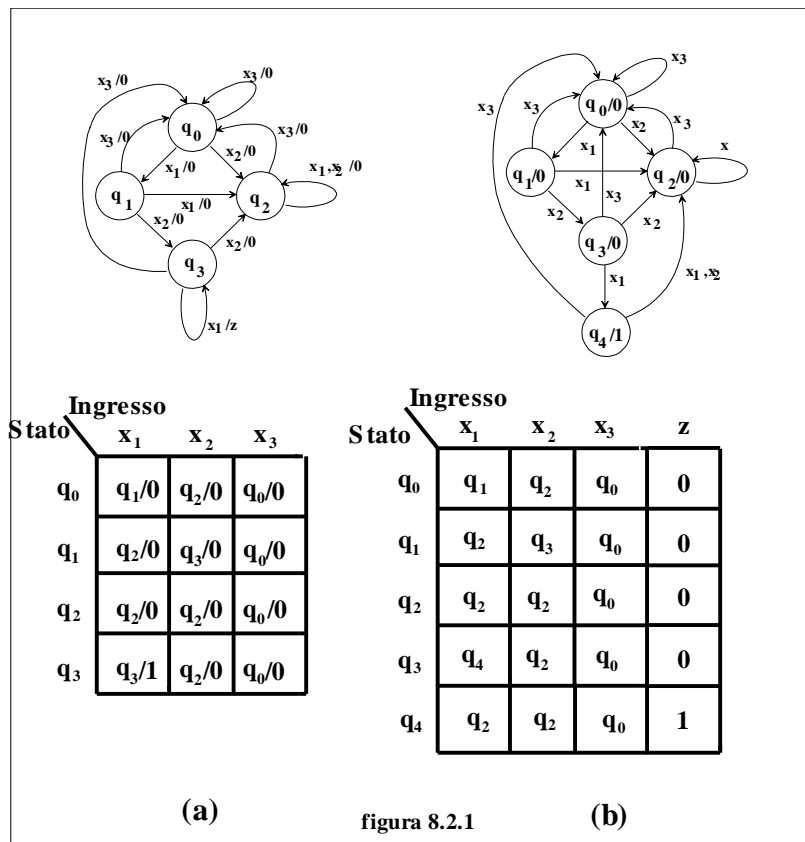 x3/0
x3/0
q0
x3/0
x3/0
x1/0
x2/0
x1,x2/0
q1
x1/0
q2
x2/0
x2/0
q3
x1/z
x3
q0/0
x3
x3
x2
x3
x1
x
q1/0
x1
q2/0
x2
x3
x2
q3/0
x1
x1,x2
q4/1
Ingresso
Stato x1 x2 x3
q0 q1/0 q2/0 q0/0
q1 q2/0 q3/0 q0/0
q2 q2/0 q2/0 q0/0
q3 q3/1 q2/0 q0/0
(a)
Ingresso
Stato x1 x2 x3 z
q0 q1 q2 q0 0
q1 q2 q3 q0 0
q2 q2 q2 q0 0
q3 q4 q2 q0 0
q4 q2 q2 q0 1
(b)
figura 8.2.1